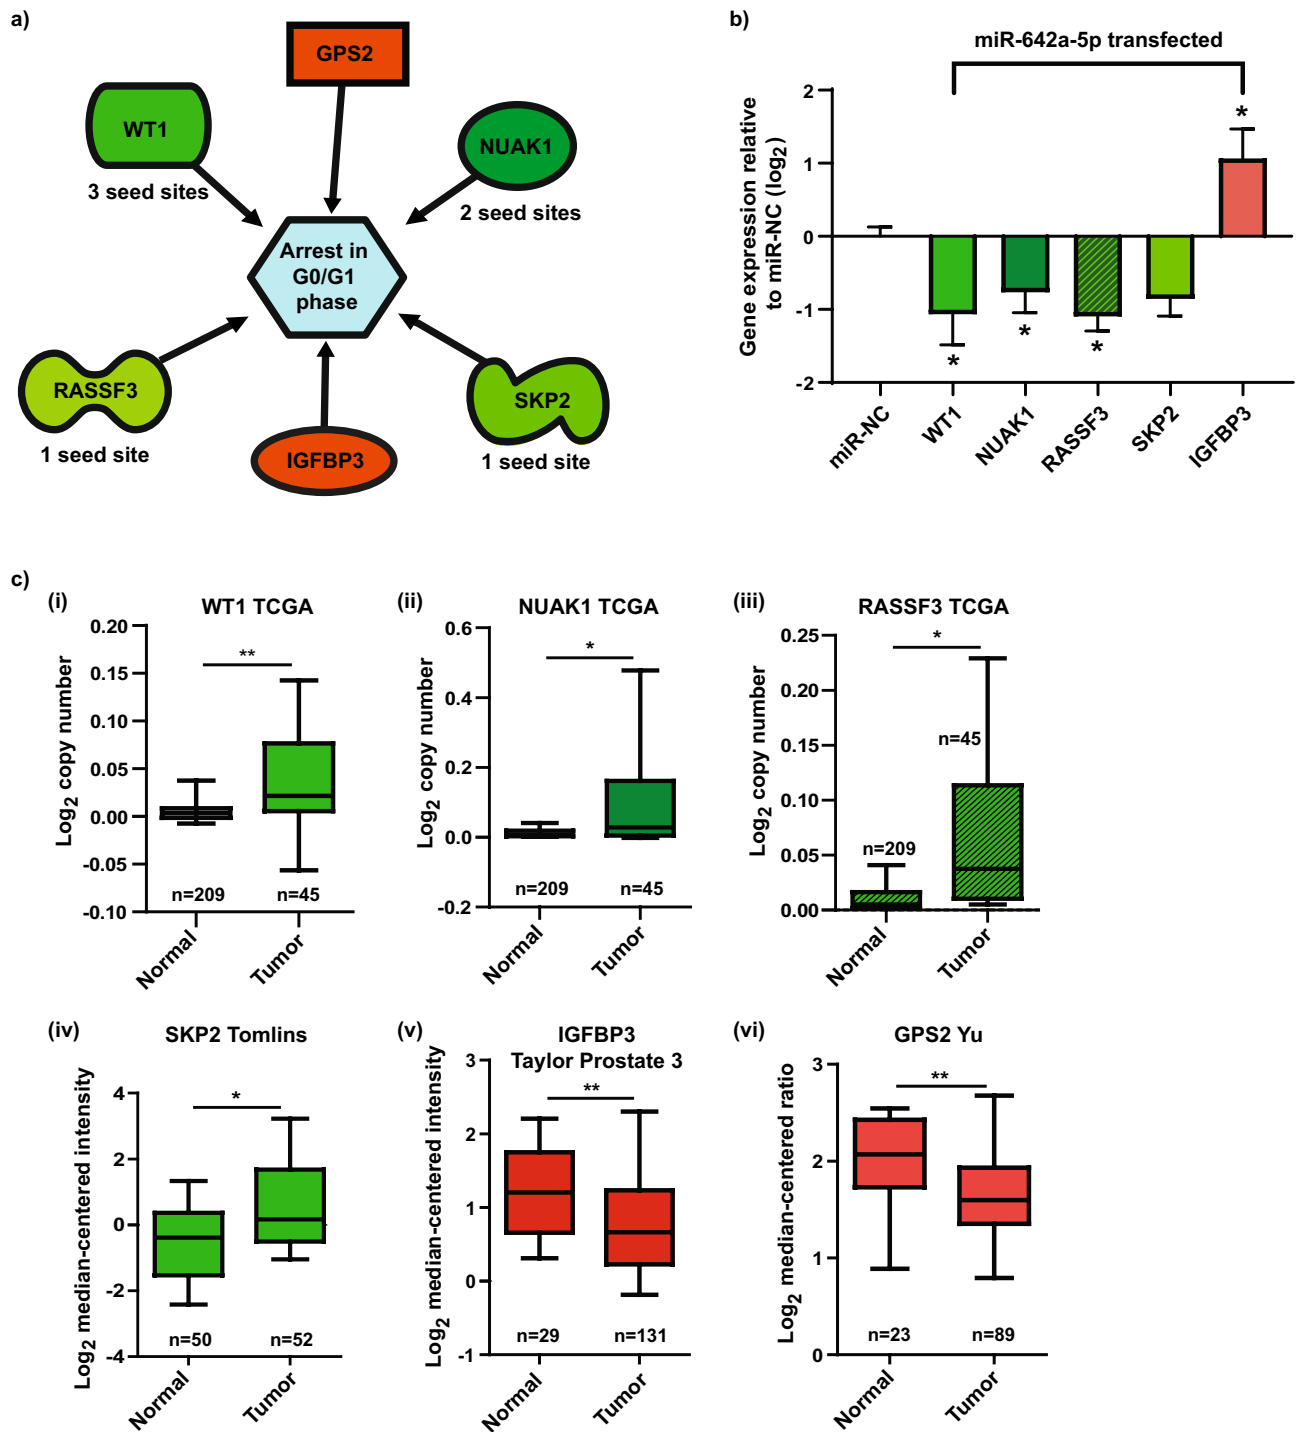 a)
GPS2
WT1
3 seed sites
NUAK1
2 seed sites
Arrest in
G0/G1
phase
RASSF3
1 seed site
IGFBP3
SKP2
1 seed site
b)
miR-642a-5p transfected
Gene expression relative
to miR-NC (log2)
2
1
0
-1
-2
*
*
*
*
miR-NC
WT1
NUAK1
RASSF3
SKP2
IGFBP3
c)
(i)
WT1 TCGA
Log2 copy number
0.20
0.15
0.10
0.05
0.00
-0.05
-0.10
**
n=209
n=45
Normal
Tumor
(ii)
NUAK1 TCGA
Log2 copy number
0.6
0.4
0.2
0.0
-0.2
*
n=209
n=45
Normal
Tumor
(iii)
RASSF3 TCGA
Log2 copy number
0.25
0.20
0.15
0.10
0.05
0.00
*
n=45
n=209
Normal
Tumor
(iv)
SKP2 Tomlins
Log2 median-centered intensity
4
2
0
-2
-4
*
n=50
n=52
Normal
Tumor
(v)
IGFBP3
Taylor Prostate 3
Log2 median-centered intensity
3
2
1
0
-1
**
n=29
n=131
Normal
Tumor
(vi)
GPS2 Yu
Log2 median-centered ratio
3
2
1
0
**
n=23
n=89
Normal
Tumor